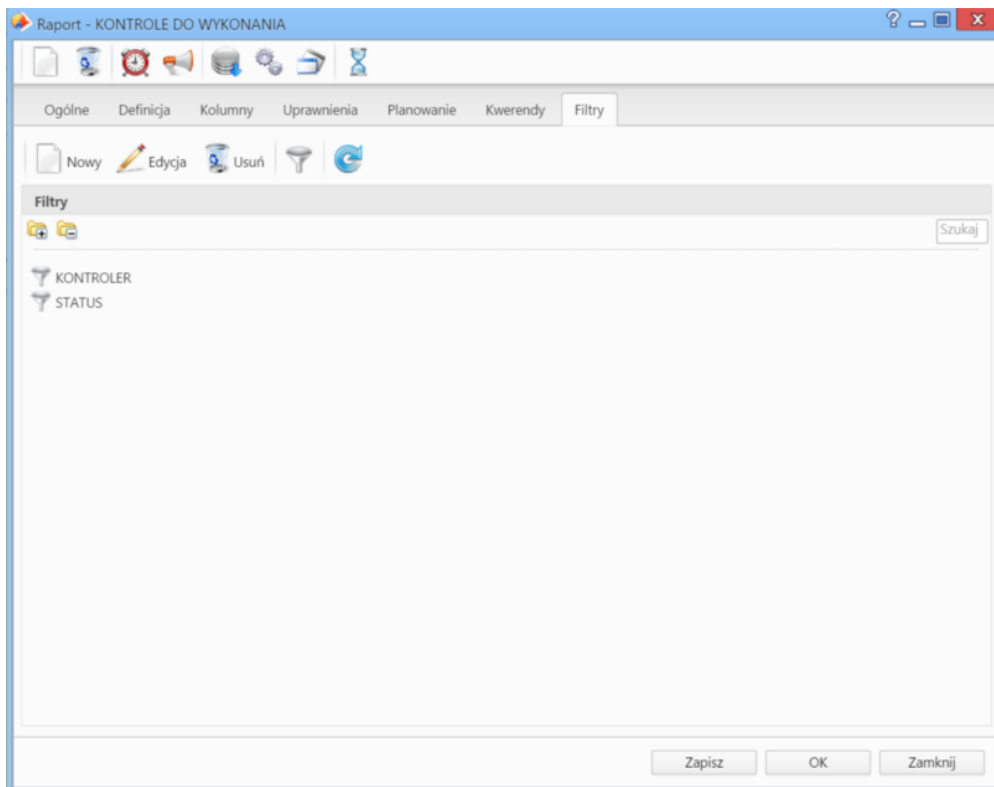 Raport - KONTROLE DO WYKONANIA
Ogólne Definicja Kolumny Uprawnienia Planowanie Kwerendy Filtry
Nowy Edycja Usuń
Filtry
Szukaj
KONTROLER
STATUS
Zapisz OK Zamknij